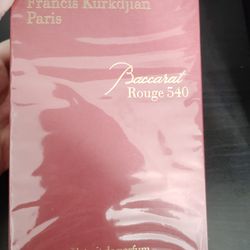 Francis Kurkdjian
Paris
Baccarat
Rouge 540